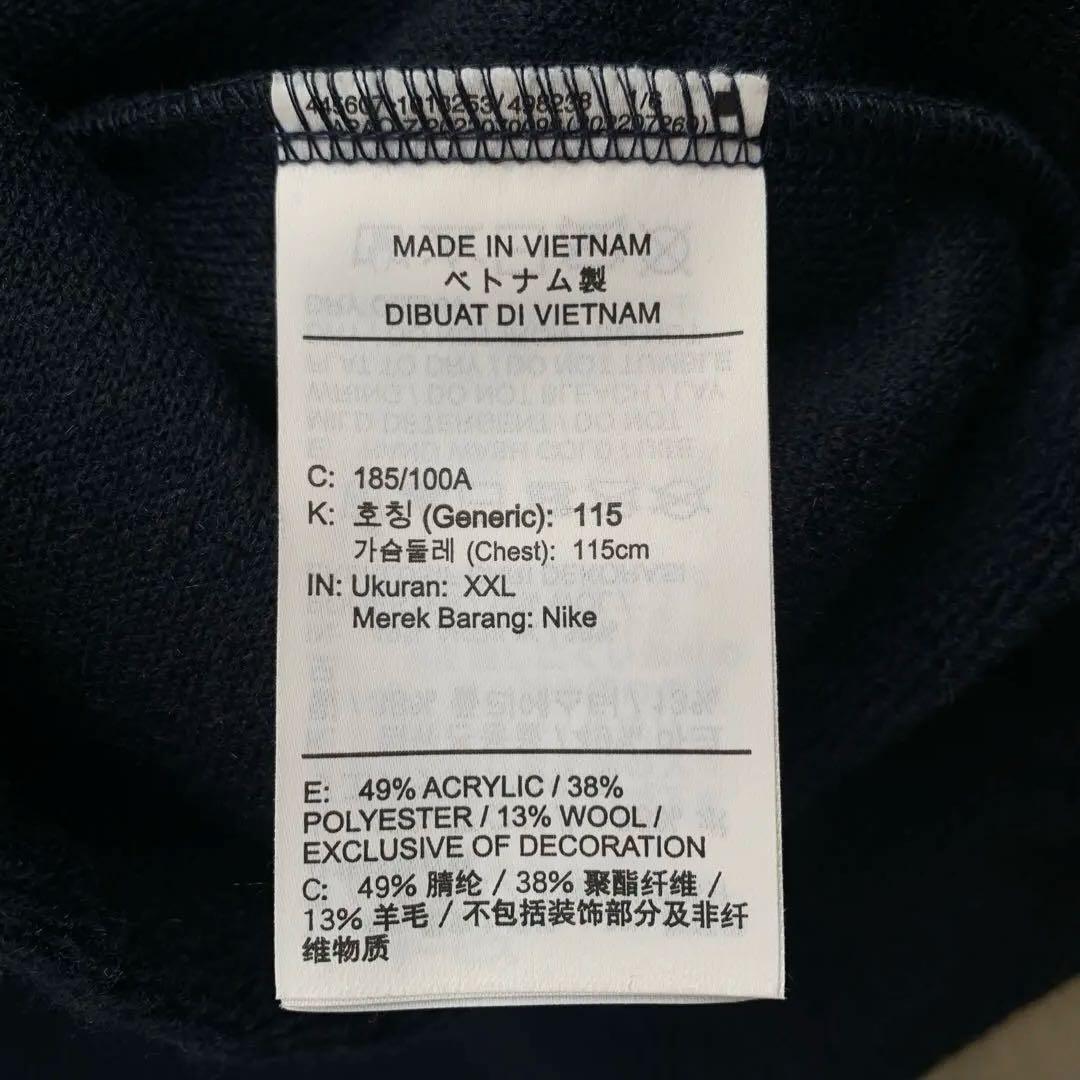 498238 1/6
MADE IN VIETNAM
ベトナム製
DIBUAT DI VIETNAM
C: 185/100A
K: 호칭 (Generic): 115
가슴둘레 (Chest): 115cm
IN: Ukuran: XXL
Merek Barang: Nike
E: 49% ACRYLIC / 38%
POLYESTER / 13% WOOL /
EXCLUSIVE OF DECORATION
C: 49% 腈纶 / 38% 聚酯纤维 /
13% 羊毛 / 不包括装饰部分及非纤
维物质